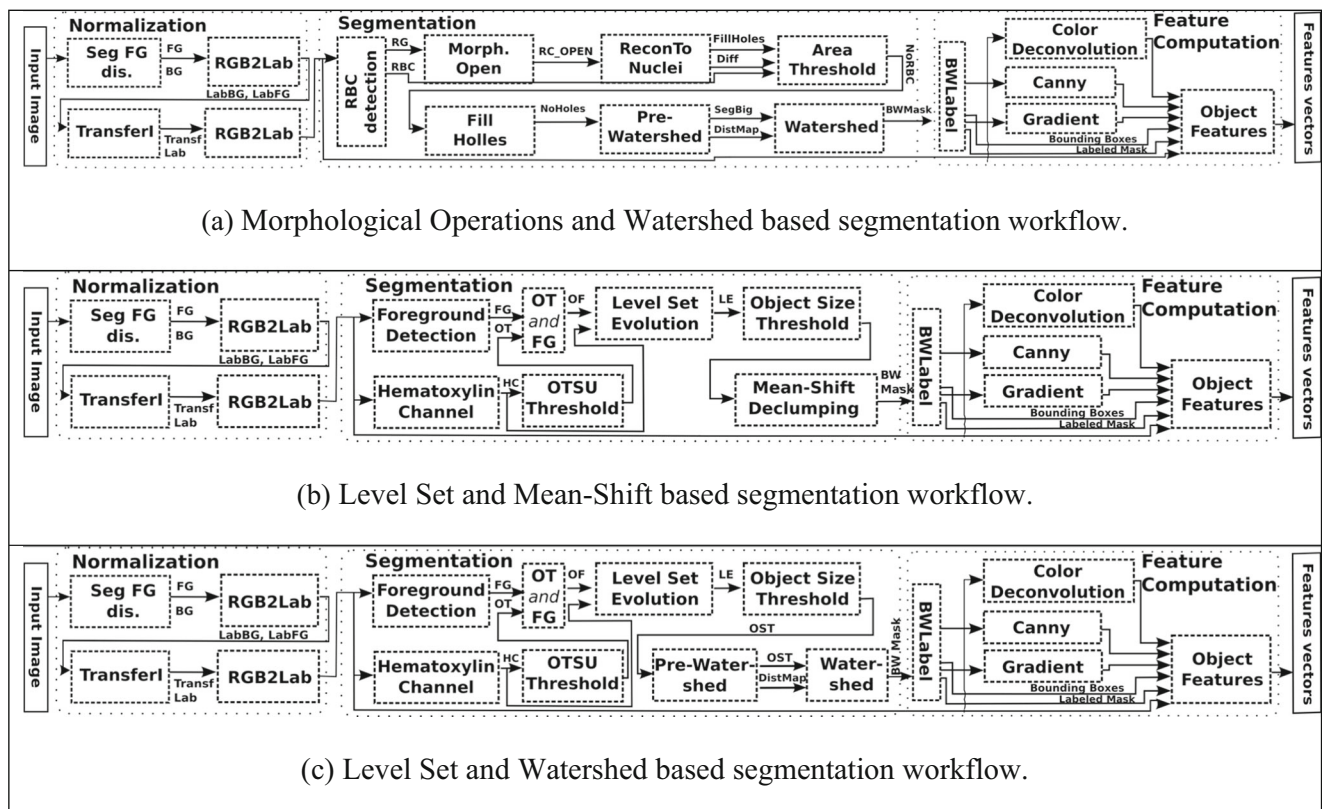 Normalization
Segmentation
Feature
Computation
Input Image
Seg FG
dis.
FG
BG
RGB2Lab
LabBG, LabFG
TransferI
Transf
Lab
RGB2Lab
RBC
detection
RG
RBC
Morph.
Open
RC_OPEN
ReconTo
Nuclei
FillHoles
Diff
Area
Threshold
NoRBC
Fill
Holles
NoHoles
Pre-
Watershed
SegBig
DistMap
Watershed
BWMask
BWLabel
Color
Deconvolution
Canny
Gradient
Bounding Boxes
Labeled Mask
Object
Features
Features vectors
(a) Morphological Operations and Watershed based segmentation workflow.
Normalization
Segmentation
Feature
Computation
Input Image
Seg FG
dis.
FG
BG
RGB2Lab
LabBG, LabFG
TransferI
Transf
Lab
RGB2Lab
Foreground
Detection
FG
OT
OT
and
FG
OF
Level Set
Evolution
LE
Object Size
Threshold
Hematoxylin
Channel
HC
OTSU
Threshold
Mean-Shift
Declumping
BW
Mask
BWLabel
Color
Deconvolution
Canny
Gradient
Bounding Boxes
Labeled Mask
Object
Features
Features vectors
(b) Level Set and Mean-Shift based segmentation workflow.
Normalization
Segmentation
Feature
Computation
Input Image
Seg FG
dis.
FG
BG
RGB2Lab
LabBG, LabFG
TransferI
Transf
Lab
RGB2Lab
Foreground
Detection
FG
OT
OT
and
FG
OF
Level Set
Evolution
LE
Object Size
Threshold
OST
Hematoxylin
Channel
HC
OTSU
Threshold
Pre-Water-
shed
OST
DistMap
Water-
shed
BW_Mask
BWLabel
Color
Deconvolution
Canny
Gradient
Bounding Boxes
Labeled Mask
Object
Features
Features vectors
(c) Level Set and Watershed based segmentation workflow.